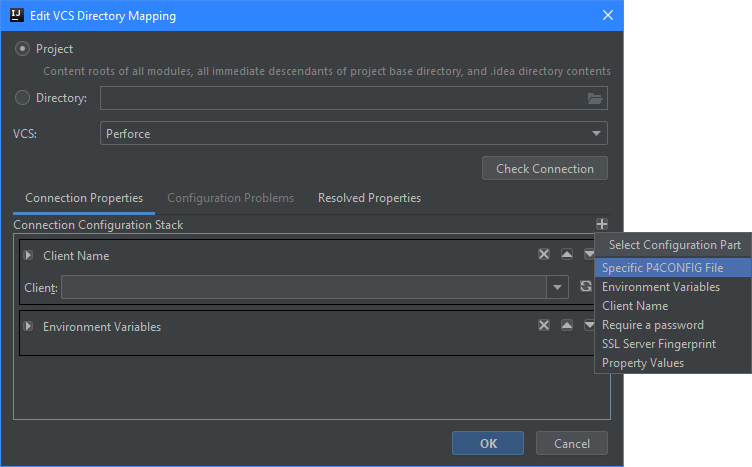 IJ
Edit VCS Directory Mapping
Project
Content roots of all modules, all immediate descendants of project base directory, and .idea directory contents
Directory:
VCS: Perforce
Check Connection
Connection Properties Configuration Problems Resolved Properties
Connection Configuration Stack
Client Name
Client:
Environment Variables
Select Configuration Part
Specific P4CONFIG File
Environment Variables
Client Name
Require a password
SSL Server Fingerprint
Property Values
OK Cancel